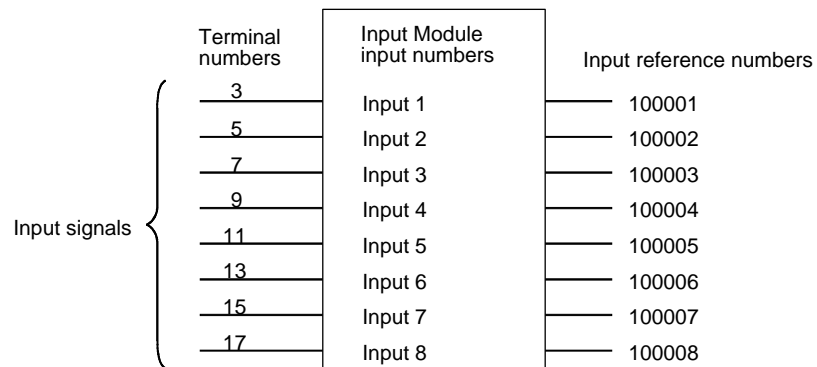 Terminal numbers
Input Module input numbers
Input reference numbers
Input signals
3 Input 1 100001
5 Input 2 100002
7 Input 3 100003
9 Input 4 100004
11 Input 5 100005
13 Input 6 100006
15 Input 7 100007
17 Input 8 100008